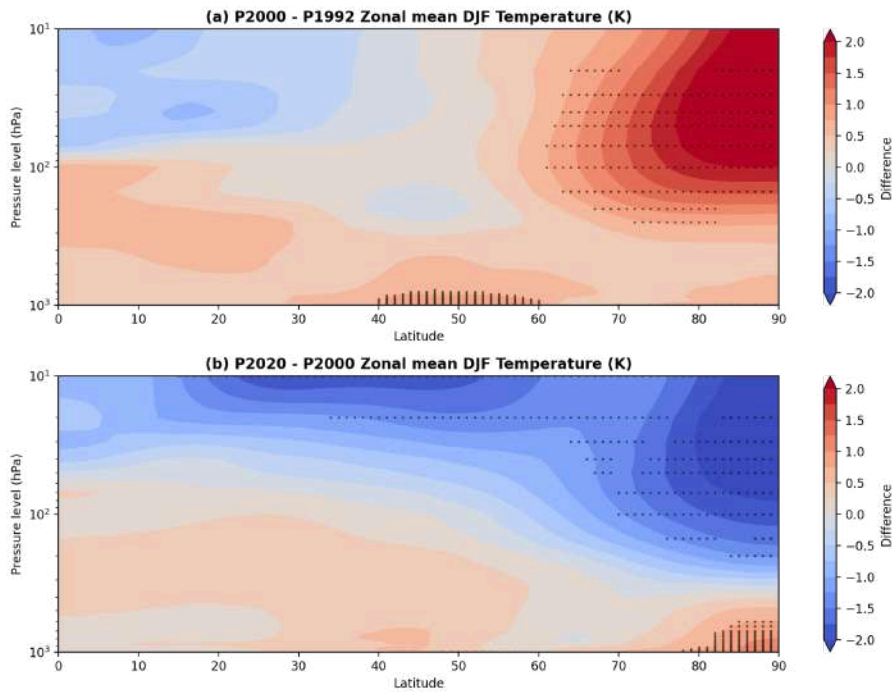 (a) P2000 - P1992 Zonal mean DJF Temperature (K)
10¹
10²
10³
Pressure level (hPa)
0 10 20 30 40 50 60 70 80 90
Latitude
2.0
1.5
1.0
0.5
0.0
−0.5
−1.0
−1.5
−2.0
Difference
(b) P2020 - P2000 Zonal mean DJF Temperature (K)
10¹
10²
10³
Pressure level (hPa)
0 10 20 30 40 50 60 70 80 90
Latitude
2.0
1.5
1.0
0.5
0.0
−0.5
−1.0
−1.5
−2.0
Difference